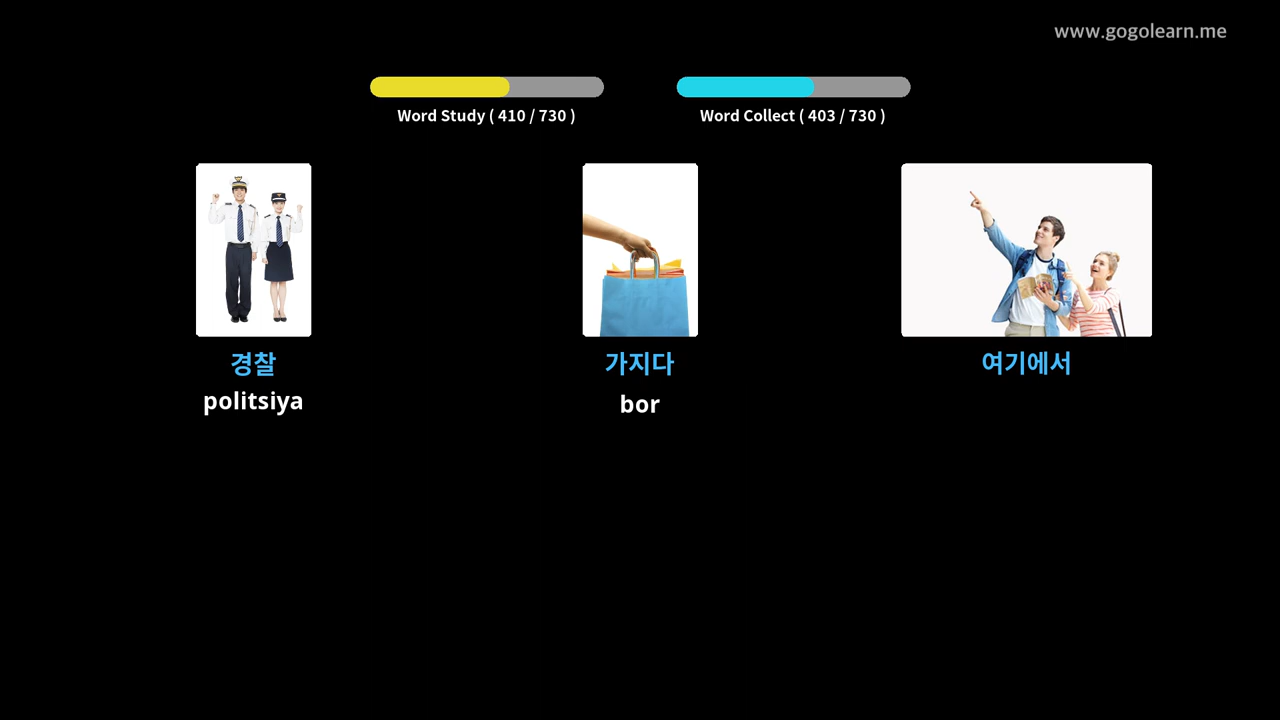 www.gogolearn.me
Word Study ( 410 / 730 )
Word Collect ( 403 / 730 )
경찰
politsiya
가지다
bor
여기에서